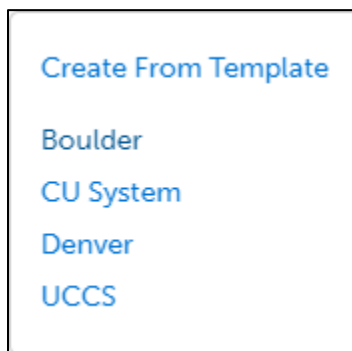 Create From Template
Boulder
CU System
Denver
UCCS